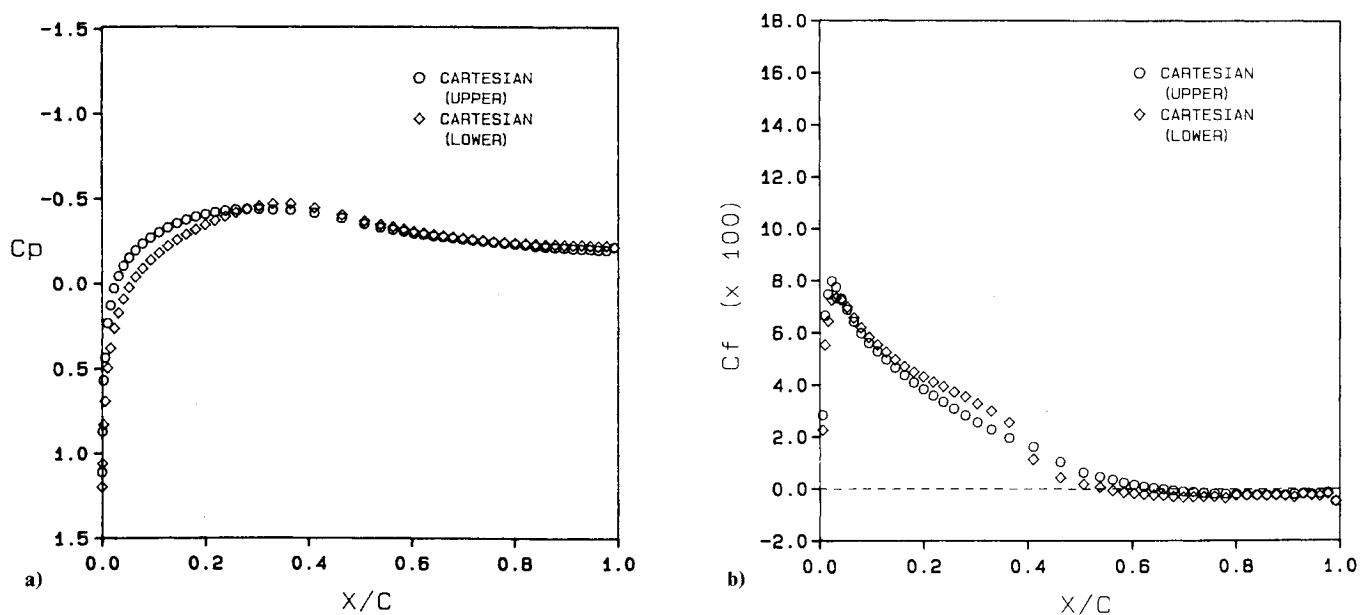 -1.5
-1.0
-0.5
0.0
0.5
1.0
1.5
Cp
CARTESIAN
(UPPER)
CARTESIAN
(LOWER)
0.0 0.2 0.4 0.6 0.8 1.0
X/C
a)
18.0
16.0
14.0
12.0
10.0
8.0
6.0
4.0
2.0
0.0
-2.0
Cf (x 100)
CARTESIAN
(UPPER)
CARTESIAN
(LOWER)
0.0 0.2 0.4 0.6 0.8 1.0
X/C
b)